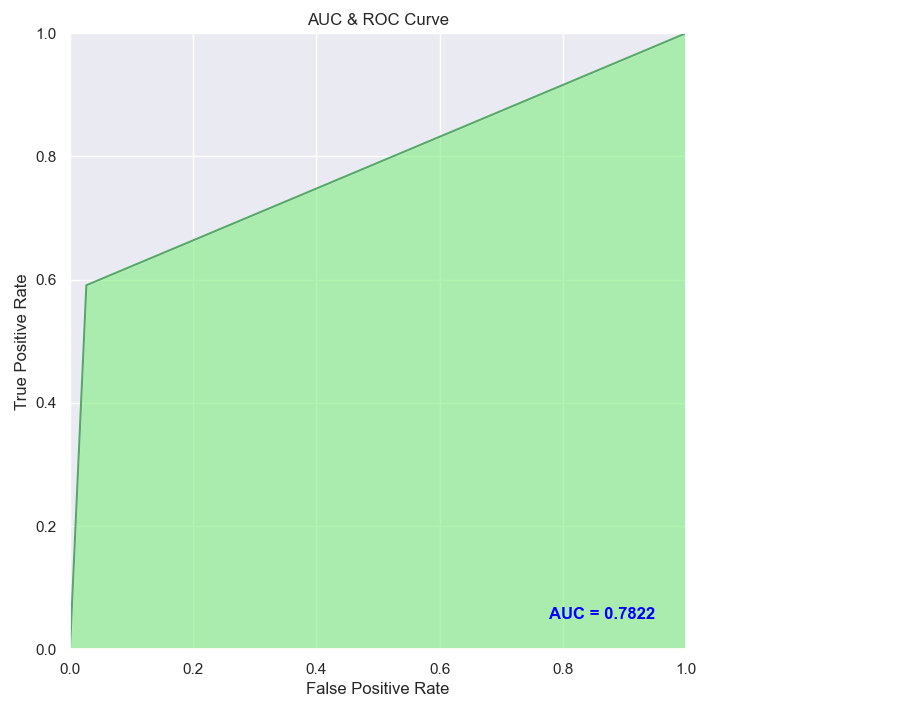 AUC & ROC Curve
1.0
0.8
0.6
0.4
0.2
0.0
True Positive Rate
AUC = 0.7822
0.0 0.2 0.4 0.6 0.8 1.0
False Positive Rate